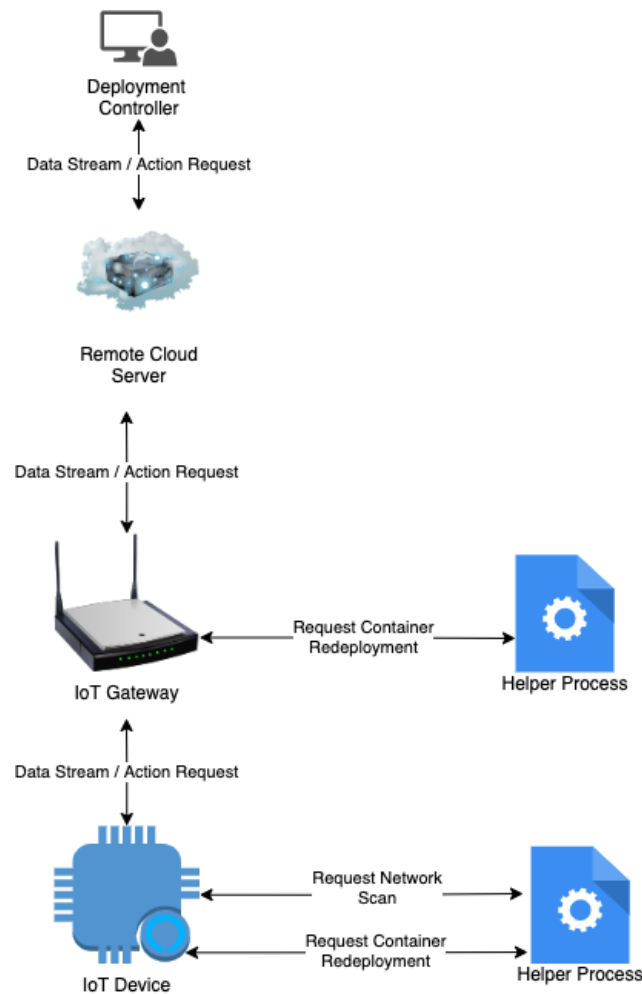 Deployment
Controller
Data Stream / Action Request
Remote Cloud
Server
Data Stream / Action Request
Request Container
Redeployment
IoT Gateway
Helper Process
Data Stream / Action Request
Request Network
Scan
Request Container
Redeployment
IoT Device
Helper Process